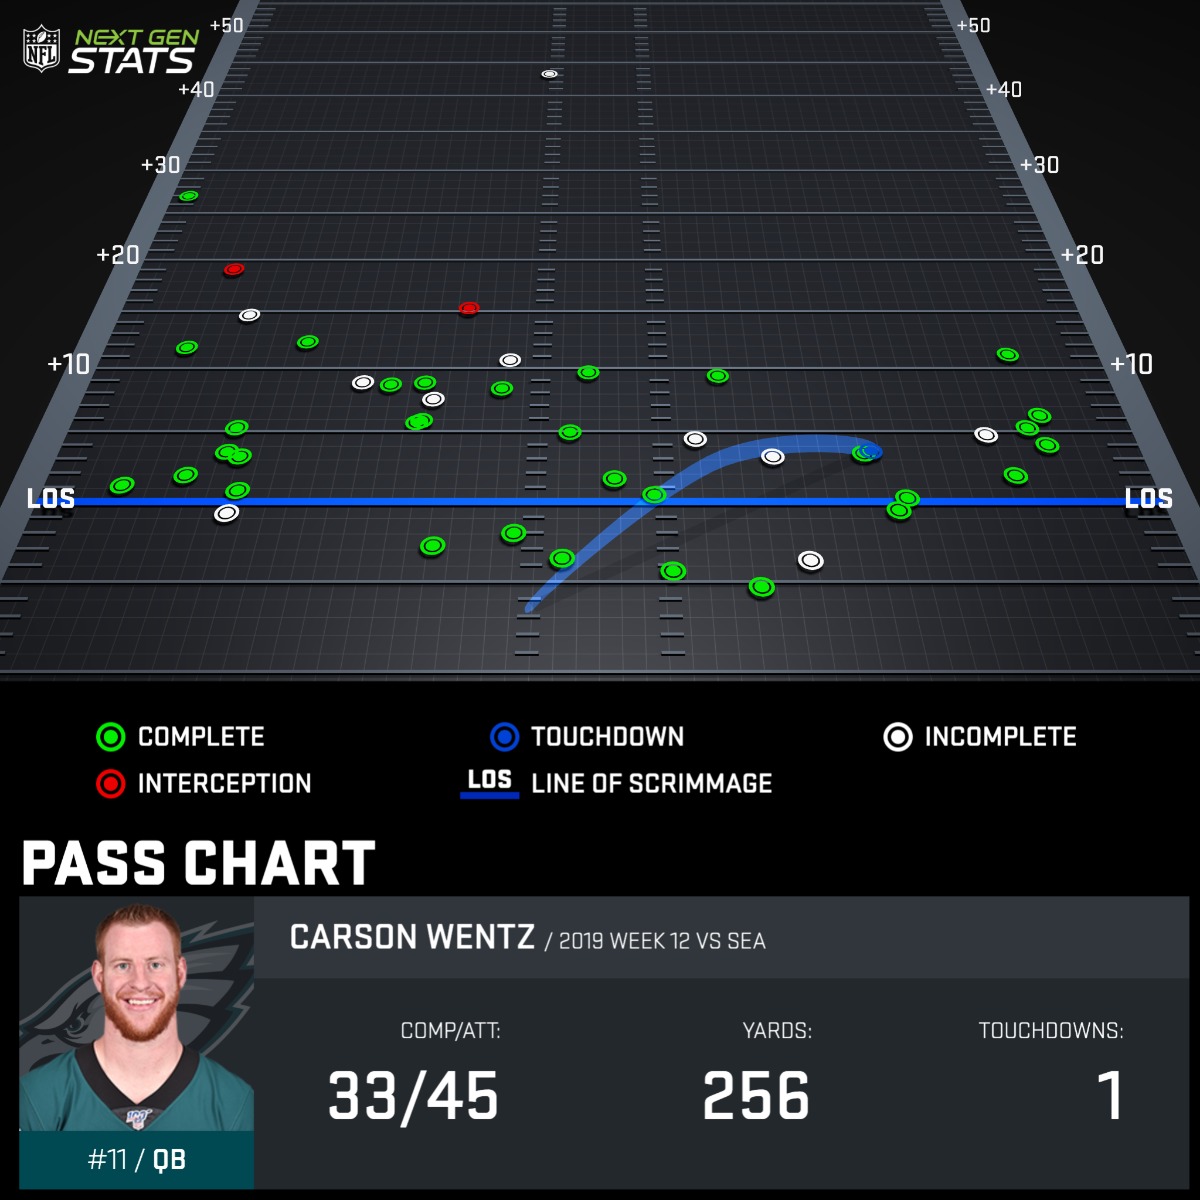 NFL NEXT GEN
STATS
+50 +50
+40 +40
+30 +30
+20 +20
+10 +10
LOS LOS
COMPLETE TOUCHDOWN INCOMPLETE
INTERCEPTION LOS LINE OF SCRIMMAGE
PASS CHART
CARSON WENTZ / 2019 WEEK 12 VS SEA
COMP/ATT: YARDS: TOUCHDOWNS:
33/45 256 1
#11 / QB